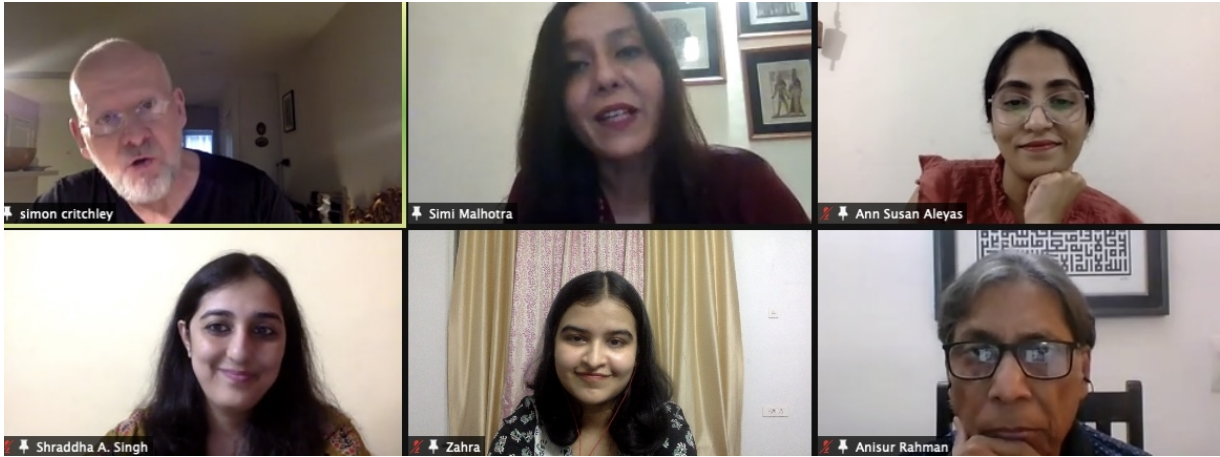 simon critchley
Simi Malhotra
Ann Susan Aleyas
Shraddha A. Singh
Zahra
Anisur Rahman